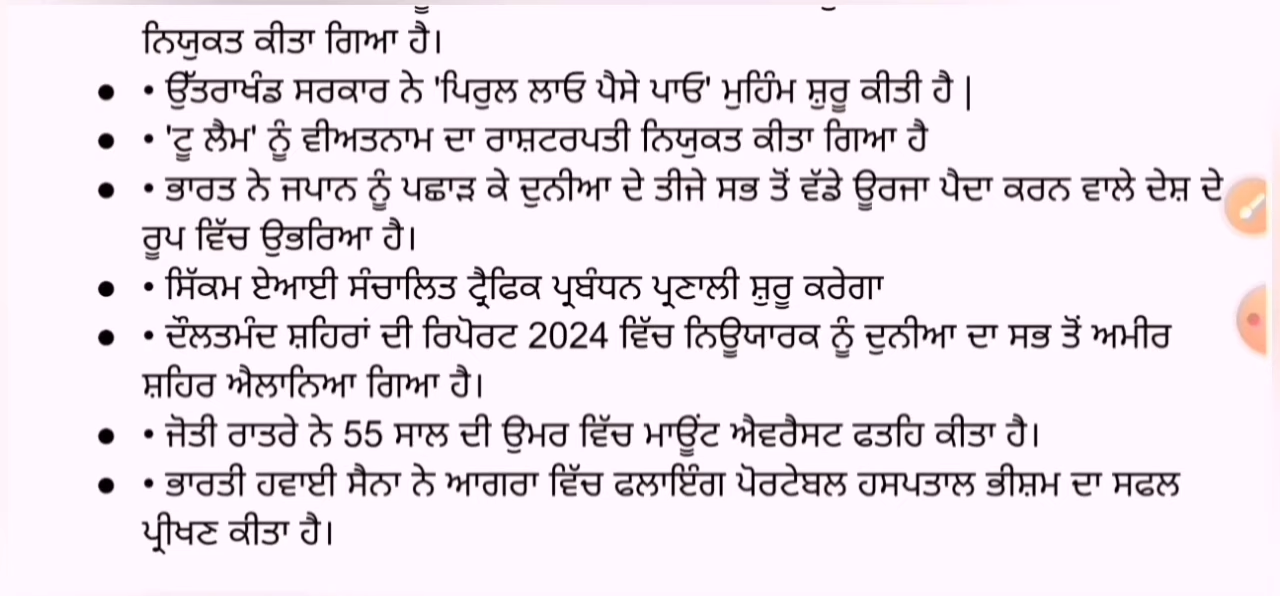 ਨਿਯੁਕਤ ਕੀਤਾ ਗਿਆ ਹੈ।
● • ਉੱਤਰਾਖੰਡ ਸਰਕਾਰ ਨੇ 'ਪਿਰੁਲ ਲਾਓ ਪੈਸੇ ਪਾਓ' ਮੁਹਿੰਮ ਸ਼ੁਰੂ ਕੀਤੀ ਹੈ |
● • 'ਟੂ ਲੈਮ' ਨੂੰ ਵੀਅਤਨਾਮ ਦਾ ਰਾਸ਼ਟਰਪਤੀ ਨਿਯੁਕਤ ਕੀਤਾ ਗਿਆ ਹੈ
● • ਭਾਰਤ ਨੇ ਜਪਾਨ ਨੂੰ ਪਛਾੜ ਕੇ ਦੁਨੀਆ ਦੇ ਤੀਜੇ ਸਭ ਤੋਂ ਵੱਡੇ ਊਰਜਾ ਪੈਦਾ ਕਰਨ ਵਾਲੇ ਦੇਸ਼ ਦੇ
ਰੂਪ ਵਿੱਚ ਉਭਰਿਆ ਹੈ।
● • ਸਿੱਕਮ ਏਆਈ ਸੰਚਾਲਿਤ ਟ੍ਰੈਫਿਕ ਪ੍ਰਬੰਧਨ ਪ੍ਰਣਾਲੀ ਸ਼ੁਰੂ ਕਰੇਗਾ
● • ਦੌਲਤਮੰਦ ਸ਼ਹਿਰਾਂ ਦੀ ਰਿਪੋਰਟ 2024 ਵਿੱਚ ਨਿਊਯਾਰਕ ਨੂੰ ਦੁਨੀਆ ਦਾ ਸਭ ਤੋਂ ਅਮੀਰ
ਸ਼ਹਿਰ ਐਲਾਨਿਆ ਗਿਆ ਹੈ।
● • ਜੋਤੀ ਰਾਤਰੇ ਨੇ 55 ਸਾਲ ਦੀ ਉਮਰ ਵਿੱਚ ਮਾਊਂਟ ਐਵਰੈਸਟ ਫਤਹਿ ਕੀਤਾ ਹੈ।
● • ਭਾਰਤੀ ਹਵਾਈ ਸੈਨਾ ਨੇ ਆਗਰਾ ਵਿੱਚ ਫਲਾਇੰਗ ਪੋਰਟੇਬਲ ਹਸਪਤਾਲ ਭੀਸ਼ਮ ਦਾ ਸਫਲ
ਪ੍ਰੀਖਣ ਕੀਤਾ ਹੈ।